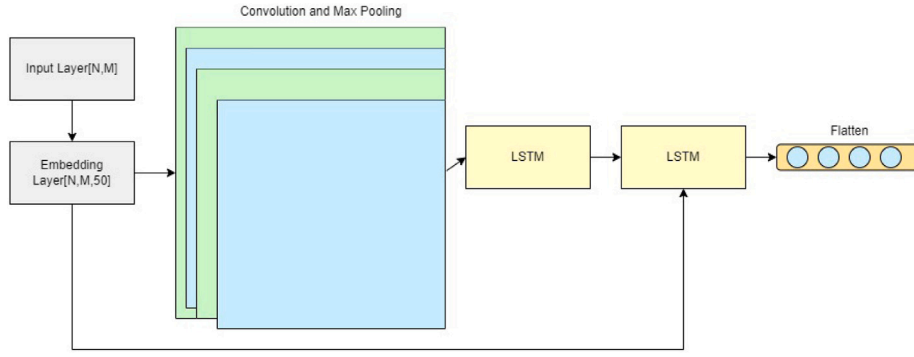 Convolution and Max Pooling
Input Layer[N,M]
Embedding
Layer[N,M,50]
LSTM
LSTM
Flatten